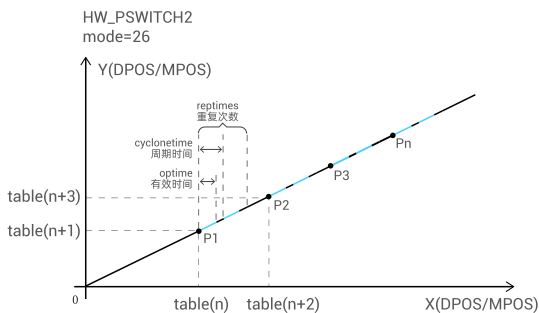 HW_PSWITCH2
mode=26
Y(DPOS/MPOS)
reptimes
重复次数
cyclonetime
周期时间
optime
有效时间
Pn
P3
P2
P1
table(n+3)
table(n+1)
0
table(n)
table(n+2)
X(DPOS/MPOS)